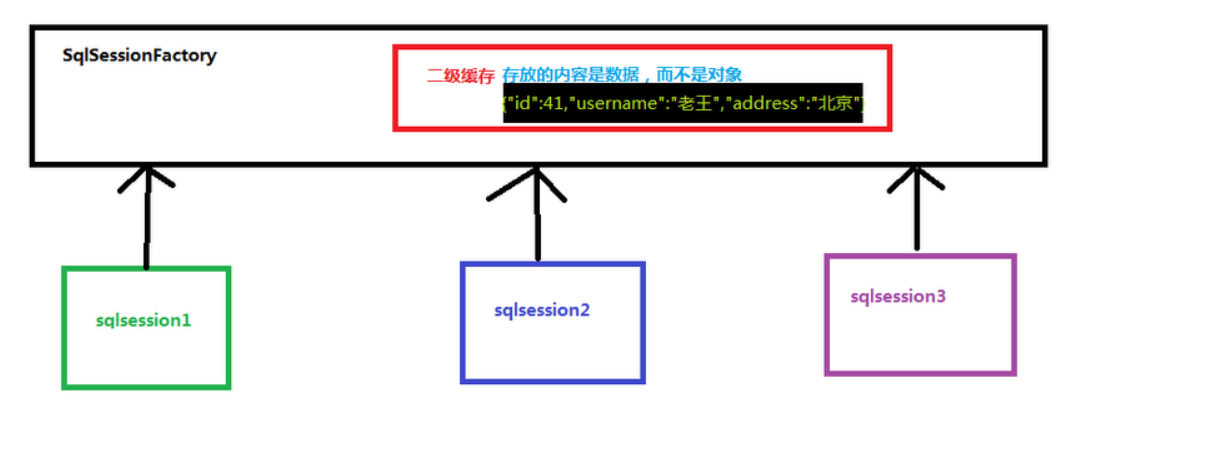 SqlSessionFactory
二级缓存 存放的内容是数据，而不是对象
{"id":41,"username":"老王","address":"北京"}
sqlsession1
sqlsession2
sqlsession3